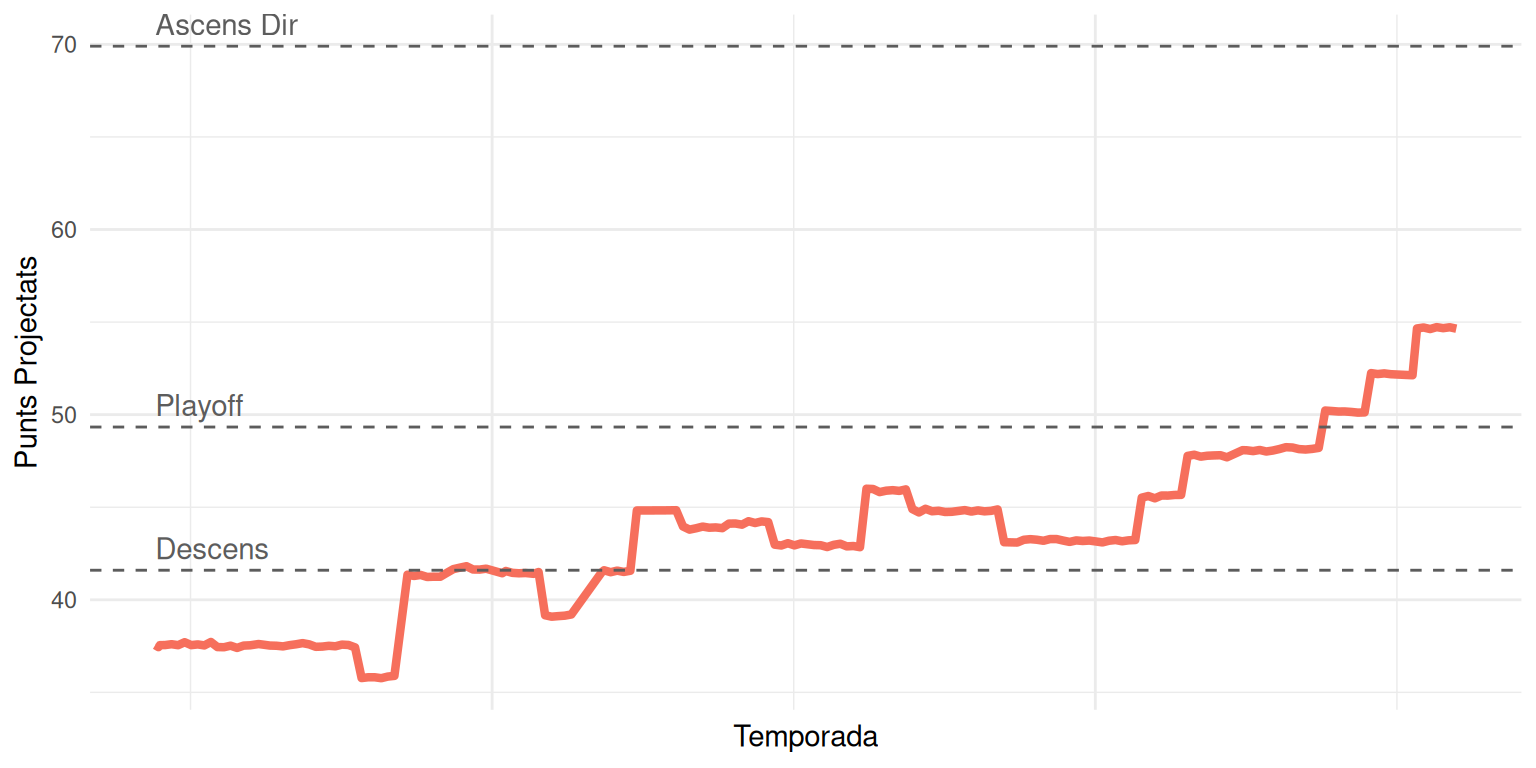 Ascens Dir
70
60
Punts Projectats
Playoff
50
Descens
40
Temporada